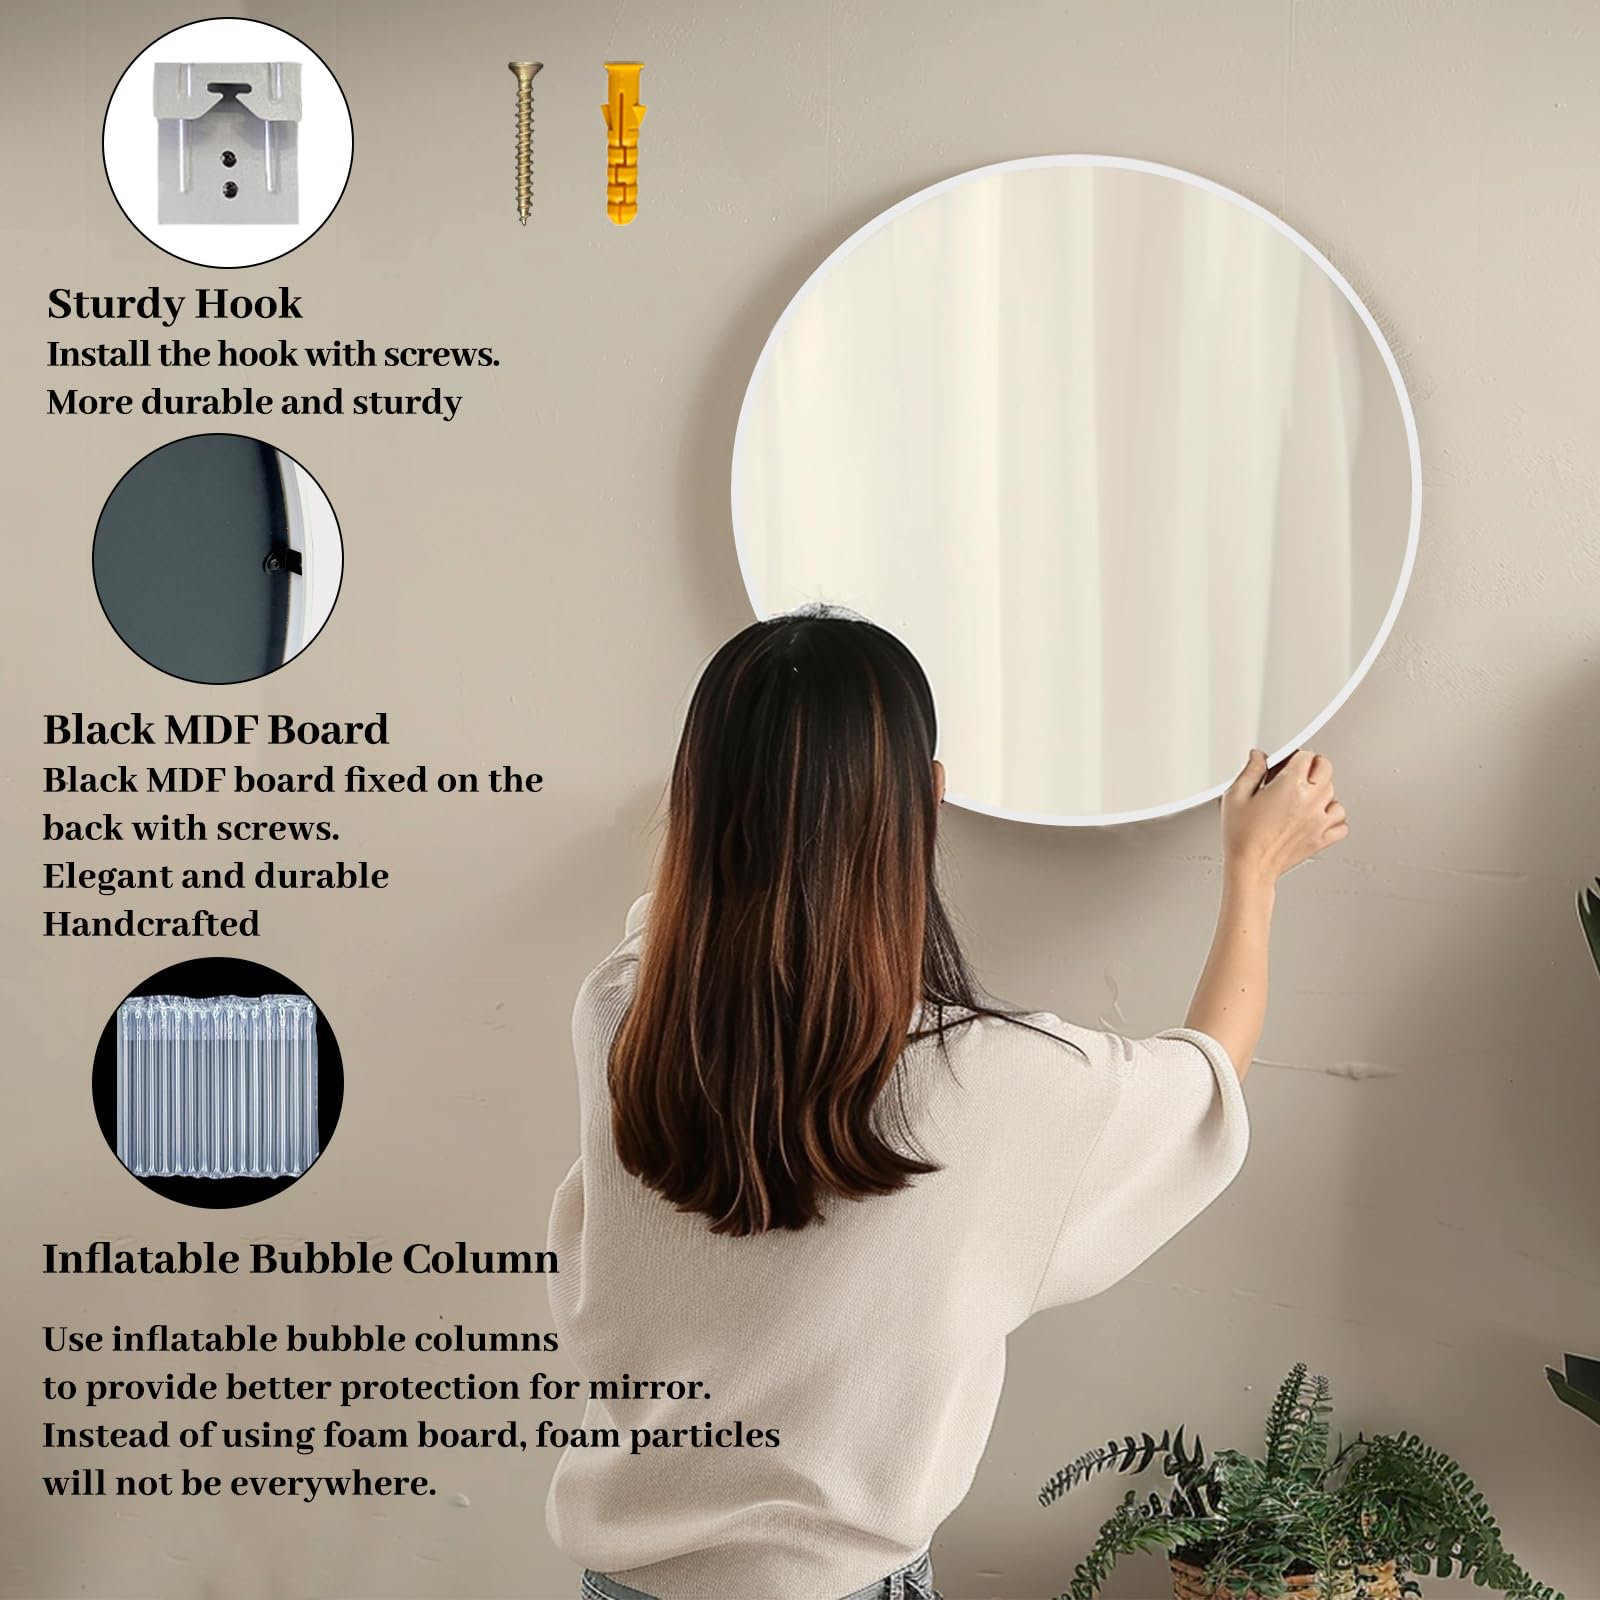 Sturdy Hook
Install the hook with screws.
More durable and sturdy
Black MDF Board
Black MDF board fixed on the
back with screws.
Elegant and durable
Handcrafted
Inflatable Bubble Column
Use inflatable bubble columns
to provide better protection for mirror.
Instead of using foam board, foam particles
will not be everywhere.